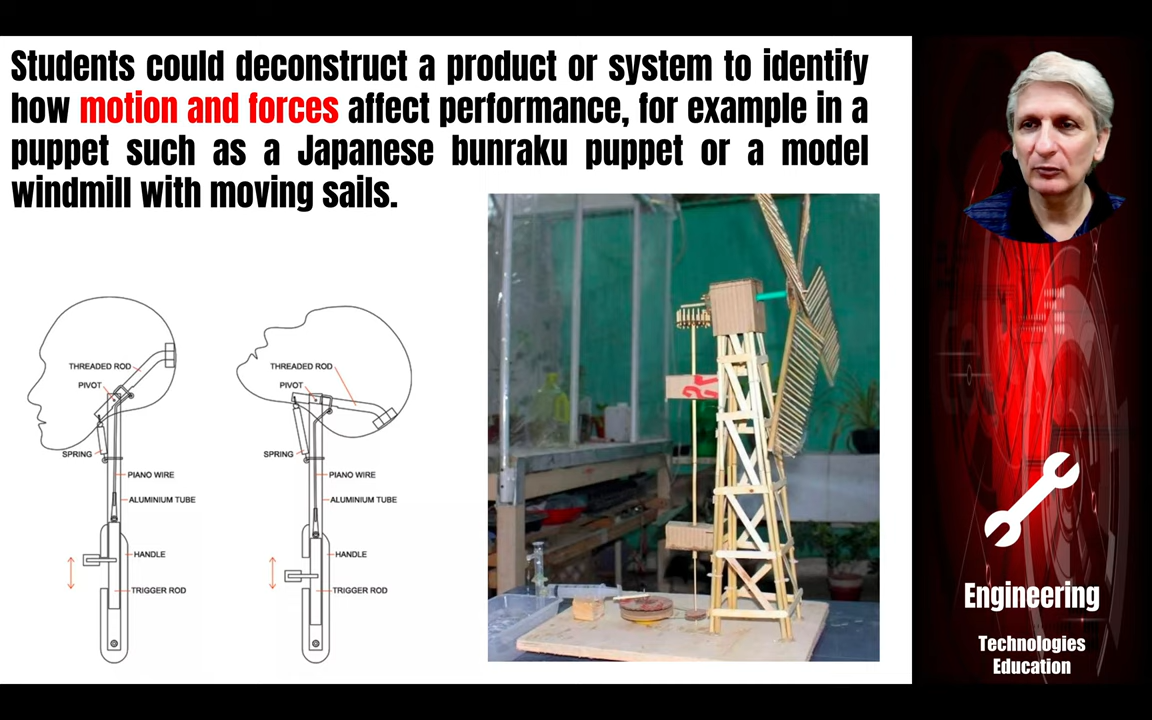 Students could deconstruct a product or system to identify
how motion and forces affect performance, for example in a
puppet such as a Japanese bunraku puppet or a model
windmill with moving sails.
THREADED ROD
PIVOT
SPRING
PIANO WIRE
ALUMINIUM TUBE
HANDLE
TRIGGER ROD
THREADED ROD
PIVOT
SPRING
PIANO WIRE
ALUMINIUM TUBE
HANDLE
TRIGGER ROD
Engineering
Technologies
Education